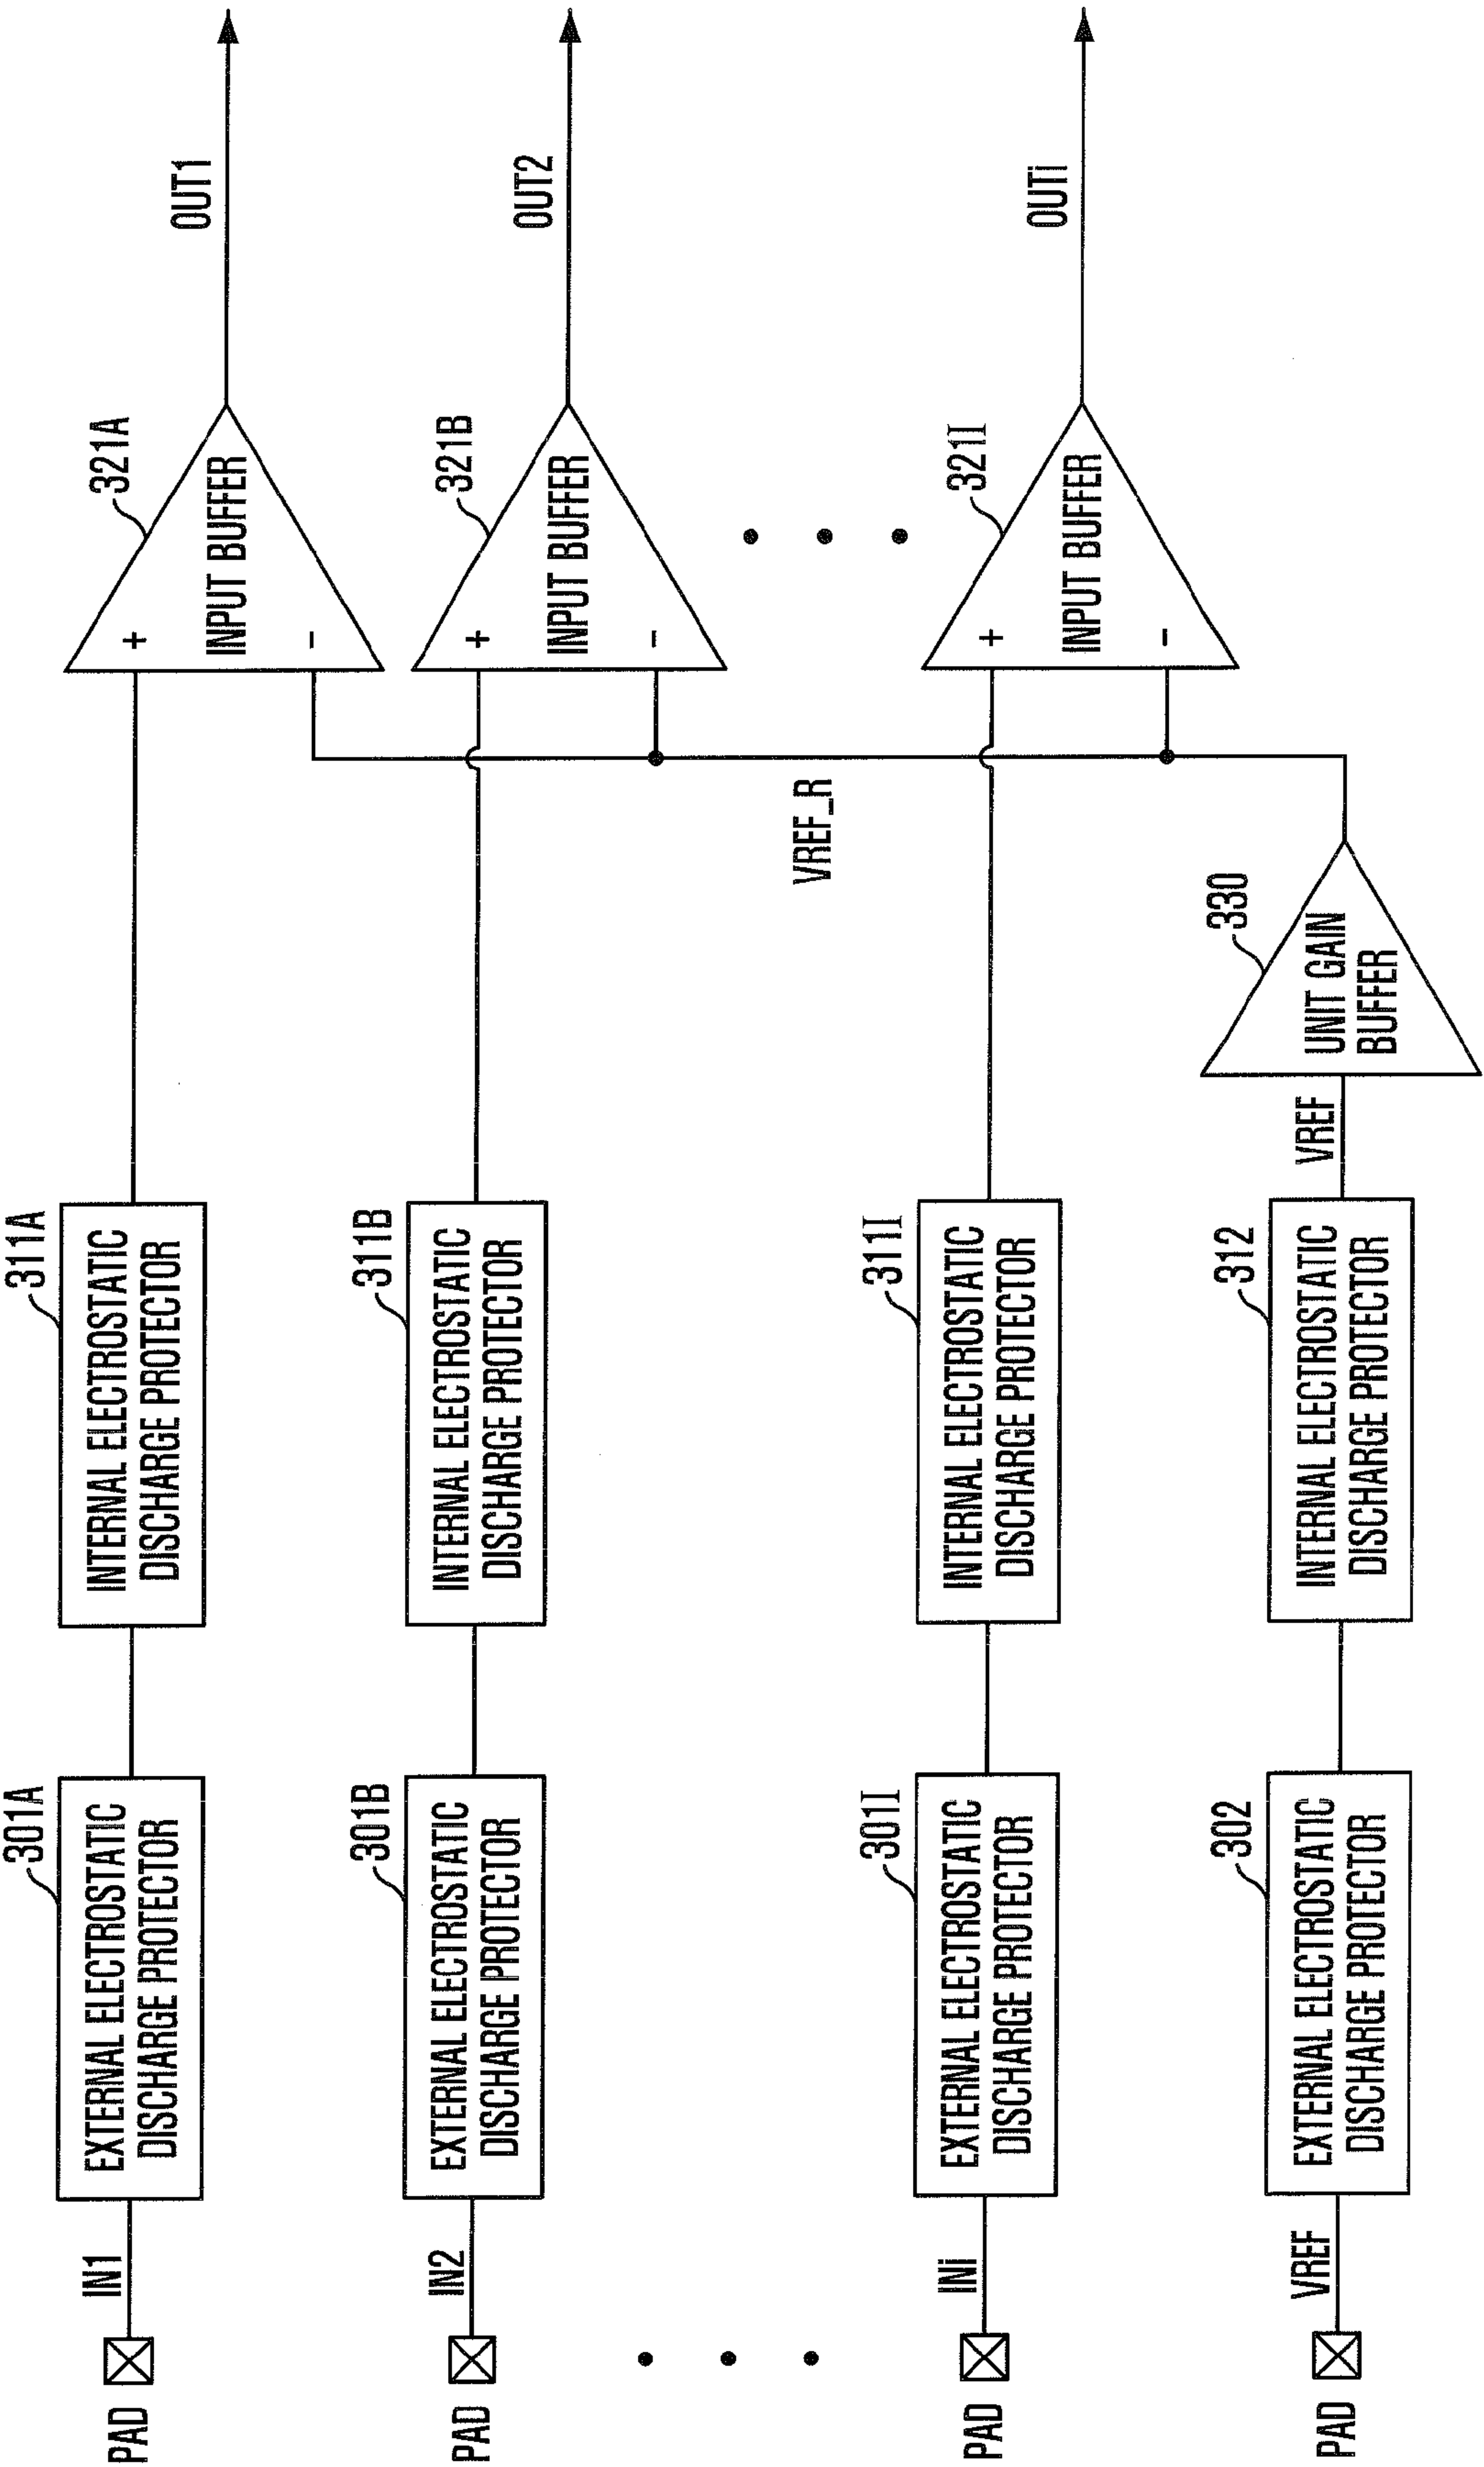 PAD
IN1
301A
EXTERNAL ELECTROSTATIC
DISCHARGE PROTECTOR
311A
INTERNAL ELECTROSTATIC
DISCHARGE PROTECTOR
321A
+
INPUT BUFFER
-
OUT1
PAD
IN2
301B
EXTERNAL ELECTROSTATIC
DISCHARGE PROTECTOR
311B
INTERNAL ELECTROSTATIC
DISCHARGE PROTECTOR
321B
+
INPUT BUFFER
-
OUT2
VREF_R
PAD
INi
301I
EXTERNAL ELECTROSTATIC
DISCHARGE PROTECTOR
311I
INTERNAL ELECTROSTATIC
DISCHARGE PROTECTOR
321I
+
INPUT BUFFER
-
OUTi
PAD
VREF
302
EXTERNAL ELECTROSTATIC
DISCHARGE PROTECTOR
312
INTERNAL ELECTROSTATIC
DISCHARGE PROTECTOR
VREF
330
UNIT GAIN
BUFFER